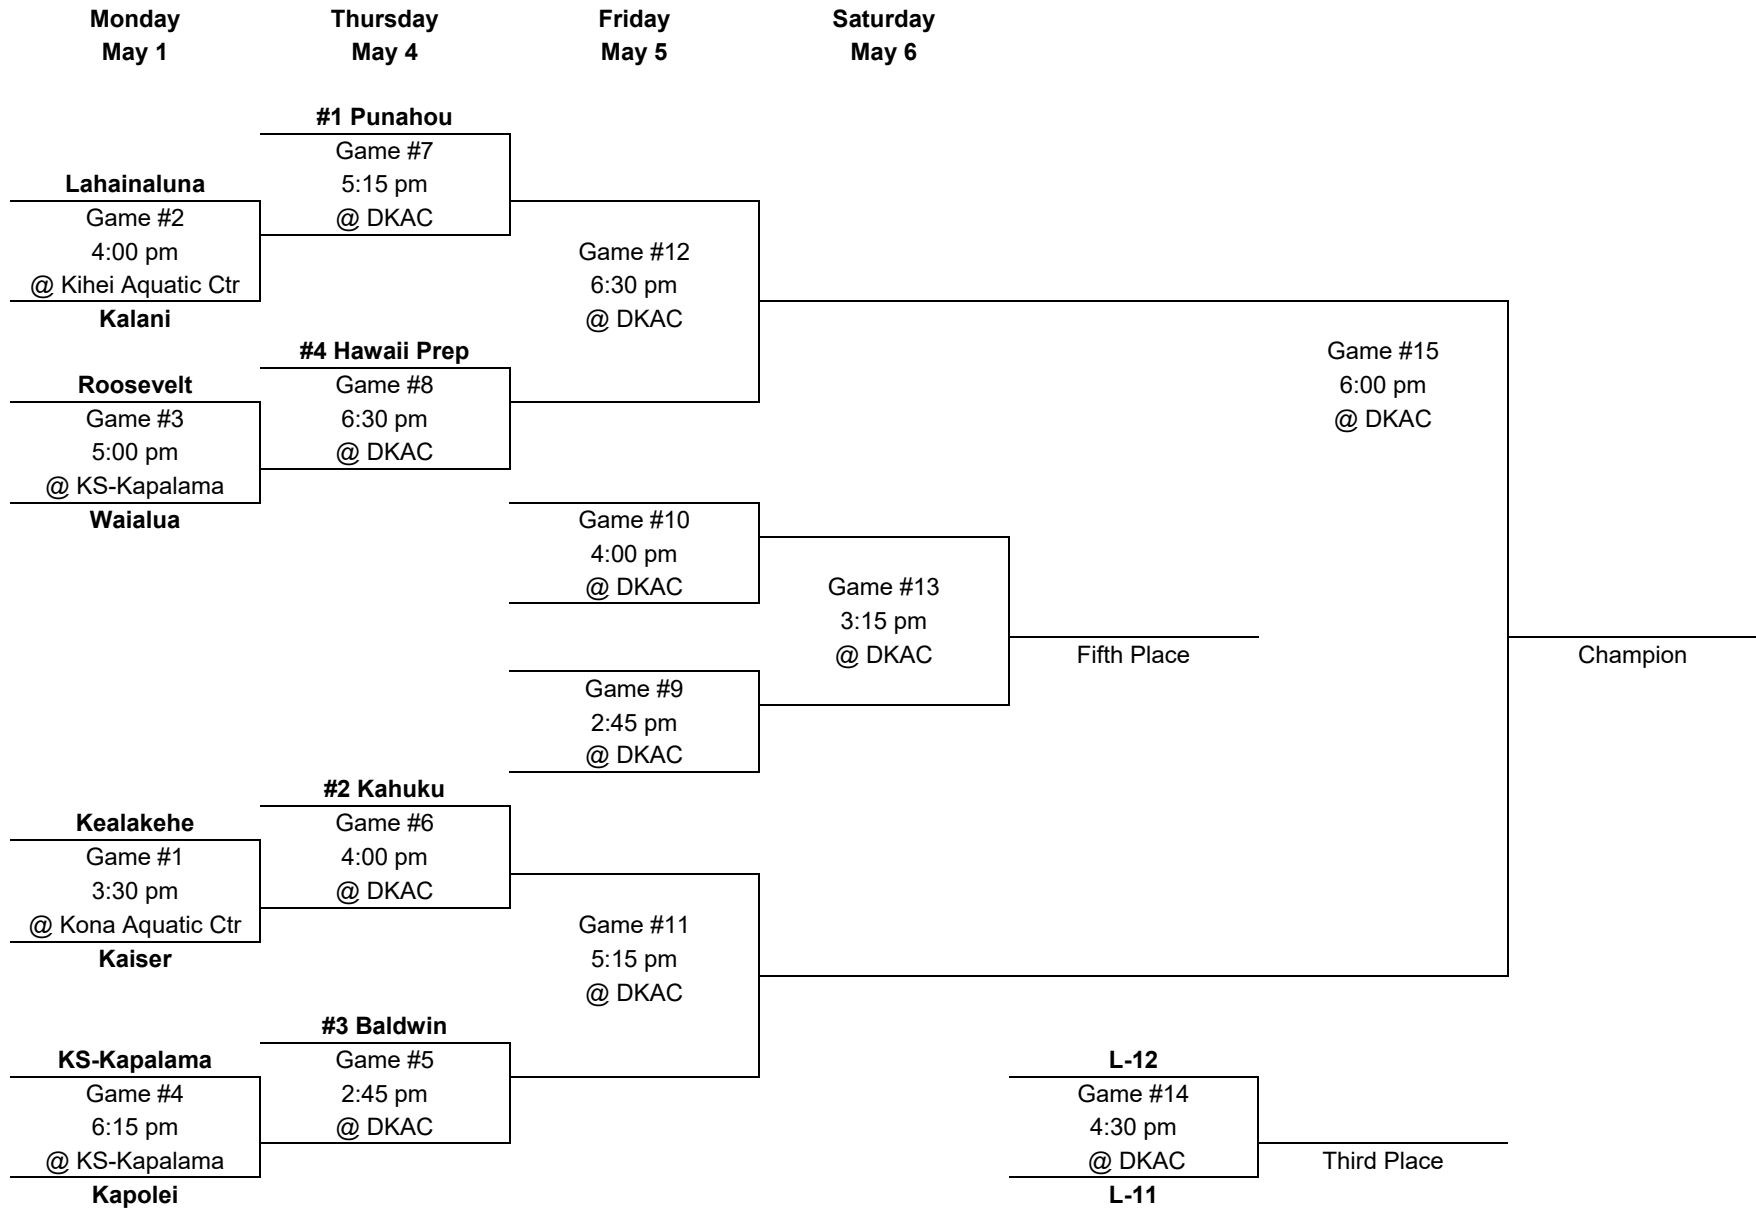 Monday
May 1
Thursday
May 4
Friday
May 5
Saturday
May 6
Lahainaluna
Game #2
4:00 pm
@ Kihei Aquatic Ctr
Kalani
Roosevelt
Game #3
5:00 pm
@ KS-Kapalama
Waialua
Kealakehe
Game #1
3:30 pm
@ Kona Aquatic Ctr
Kaiser
KS-Kapalama
Game #4
6:15 pm
@ KS-Kapalama
Kapolei
#1 Punahou
Game #7
5:15 pm
@ DKAC
#4 Hawaii Prep
Game #8
6:30 pm
@ DKAC
#2 Kahuku
Game #6
4:00 pm
@ DKAC
#3 Baldwin
Game #5
2:45 pm
@ DKAC
Game #12
6:30 pm
@ DKAC
Game #10
4:00 pm
@ DKAC
Game #9
2:45 pm
@ DKAC
Game #11
5:15 pm
@ DKAC
Game #13
3:15 pm
@ DKAC
Fifth Place
L-12
Game #14
4:30 pm
@ DKAC
L-11
Third Place
Game #15
6:00 pm
@ DKAC
Champion